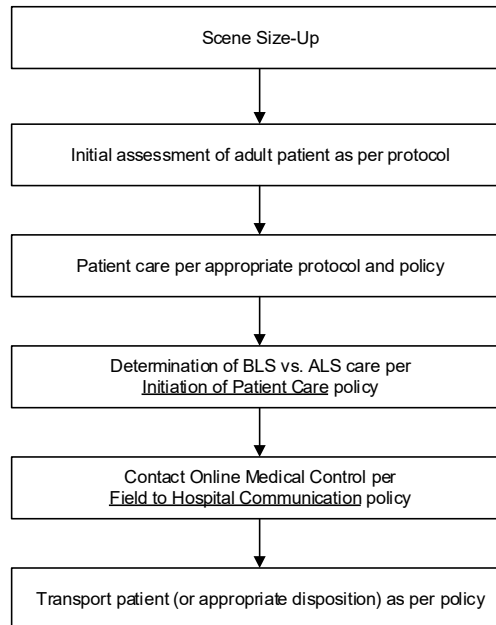 Scene Size-Up
Initial assessment of adult patient as per protocol
Patient care per appropriate protocol and policy
Determination of BLS vs. ALS care per
Initiation of Patient Care policy
Contact Online Medical Control per
Field to Hospital Communication policy
Transport patient (or appropriate disposition) as per policy